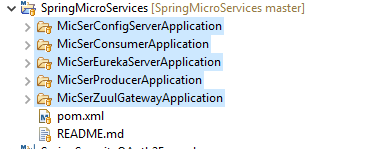 SpringMicroServices [SpringMicroServices master]
MicSerConfigServerApplication
MicSerConsumerApplication
MicSerEurekaServerApplication
MicSerProducerApplication
MicSerZuulGatewayApplication
pom.xml
README.md